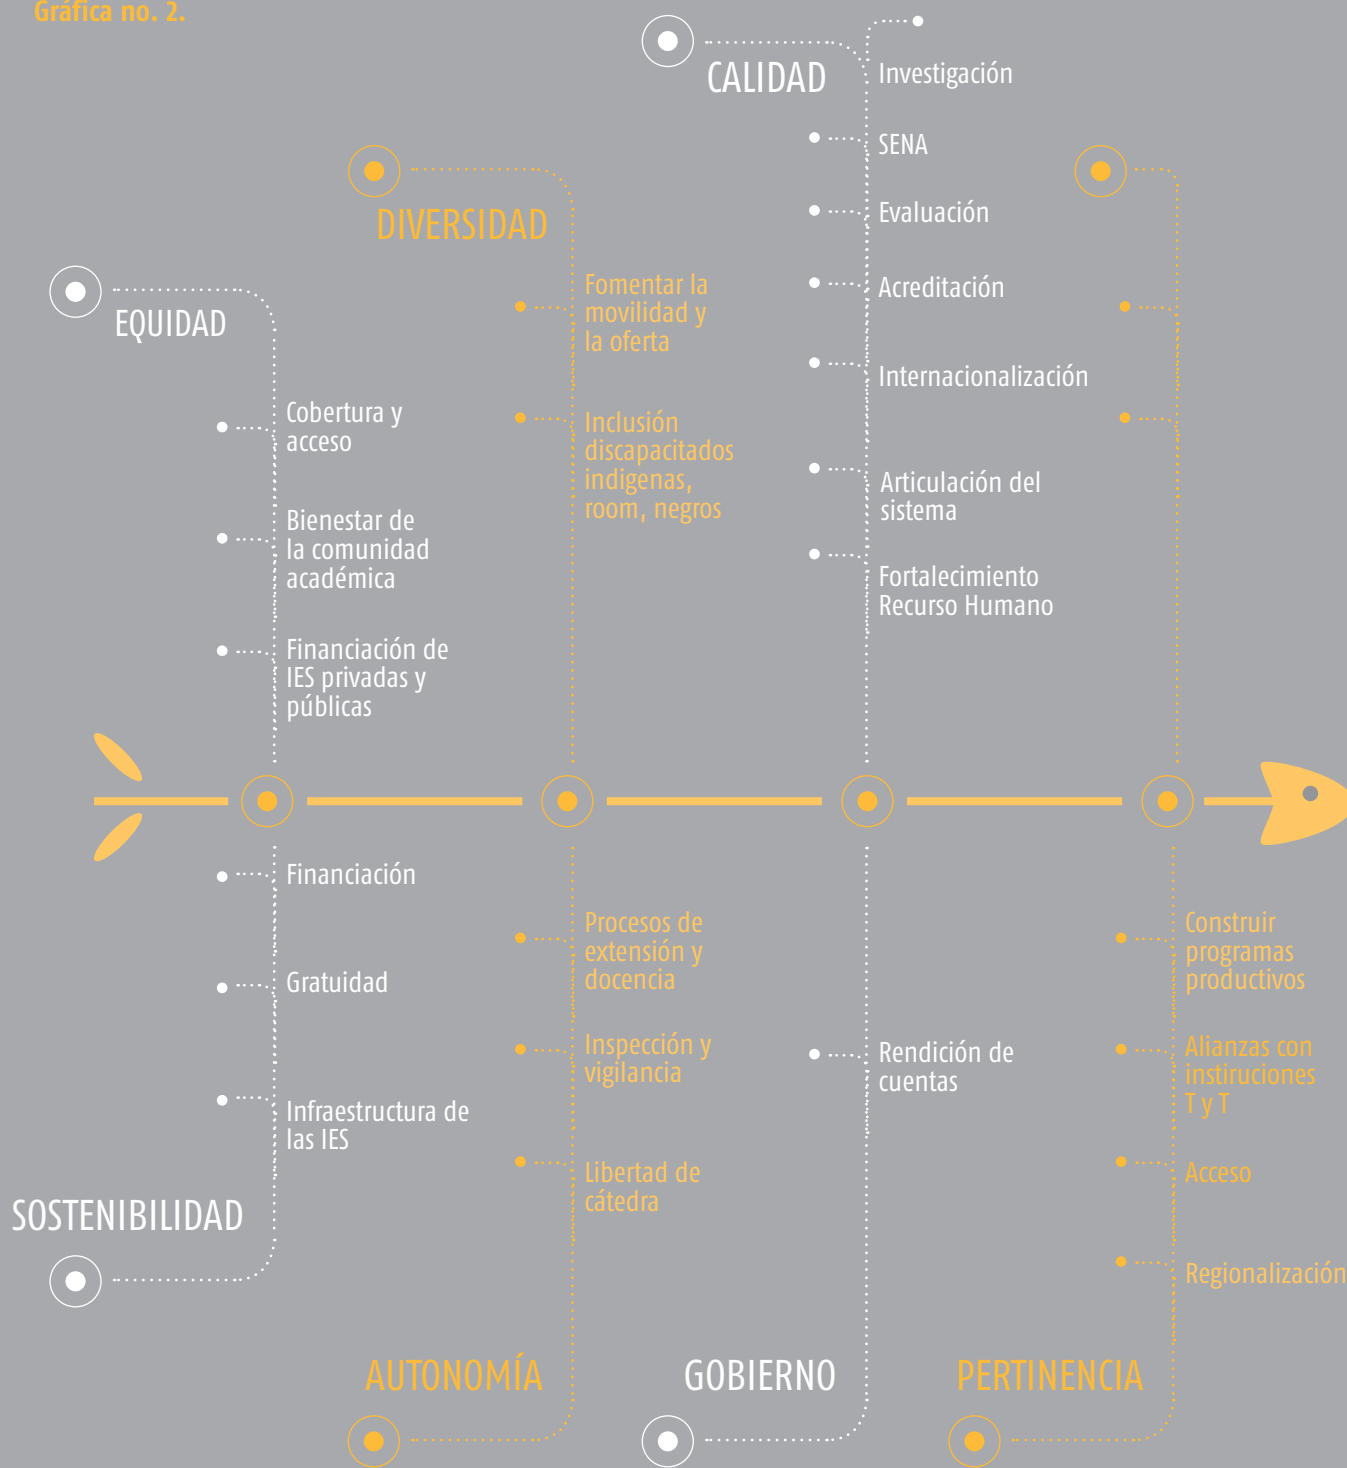 Gráfica no. 2.
CALIDAD
Investigación
SENA
Evaluación
Acreditación
Internacionalización
Articulación del
sistema
Fortalecimiento
Recurso Humano
DIVERSIDAD
Fomentar la
movilidad y
la oferta
Inclusión
discapacitados
indigenas,
room, negros
EQUIDAD
Cobertura y
acceso
Bienestar de
la comunidad
académica
Financiación de
IES privadas y
públicas
Financiación
Gratuidad
Infraestructura de
las IES
SOSTENIBILIDAD
Procesos de
extensión y
docencia
Inspección y
vigilancia
Libertad de
cátedra
AUTONOMÍA
Rendición de
cuentas
GOBIERNO
Construir
programas
productivos
Alianzas con
instiruciones
T y T
Acceso
Regionalización
PERTINENCIA